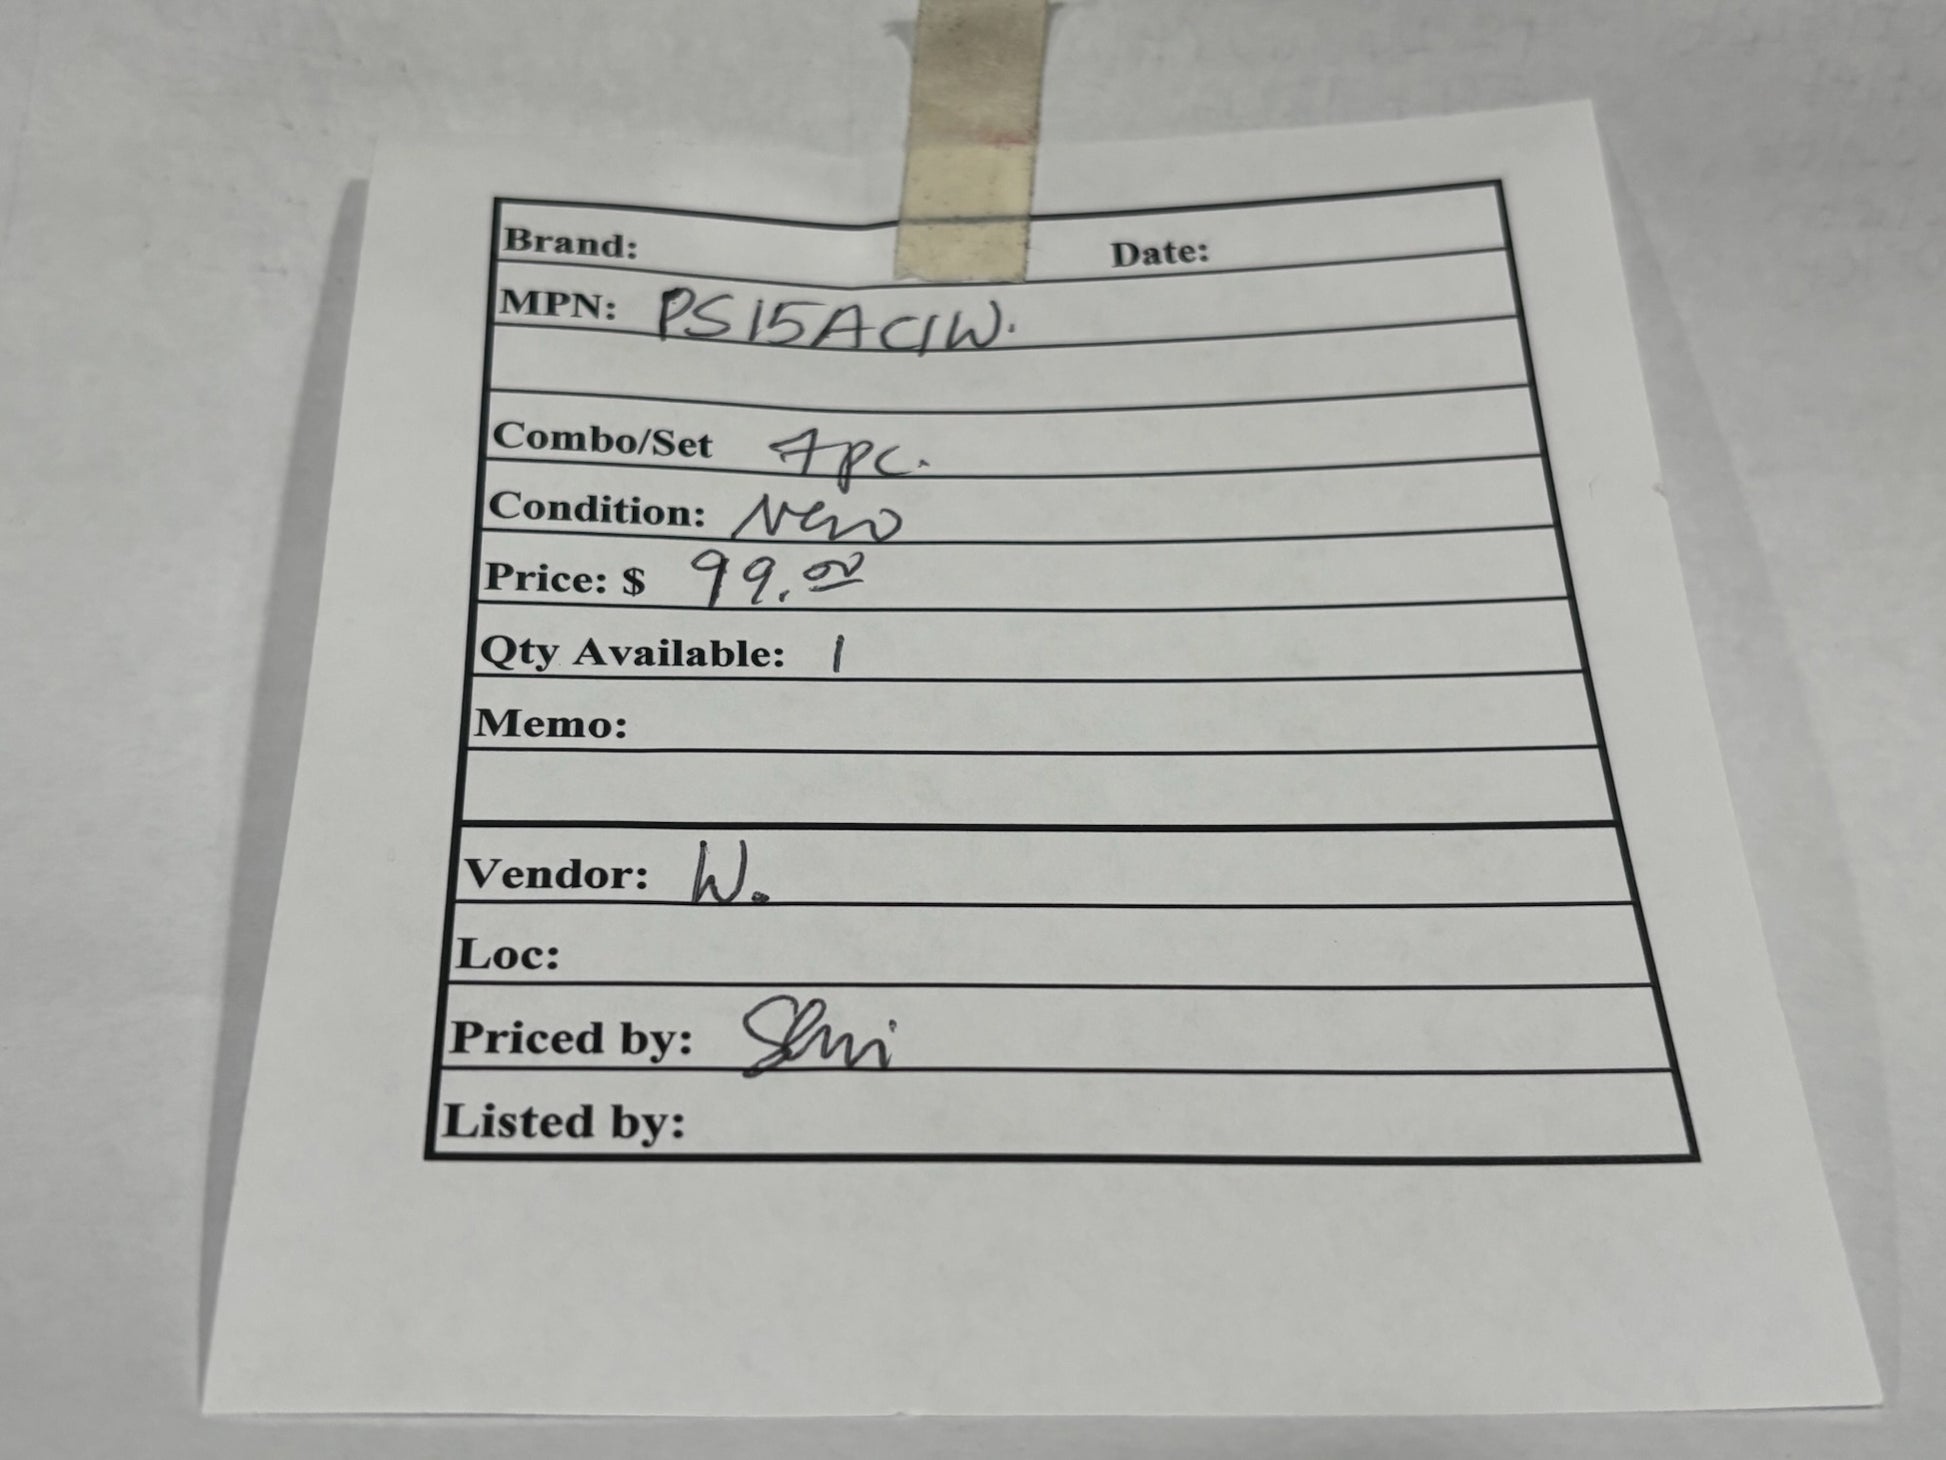 Brand: Date:
MPN: PS15AC1W.
Combo/Set 7pc.
Condition: New
Price: $ 99.00
Qty Available: 1
Memo:
Vendor: W.
Loc:
Priced by:
Listed by: